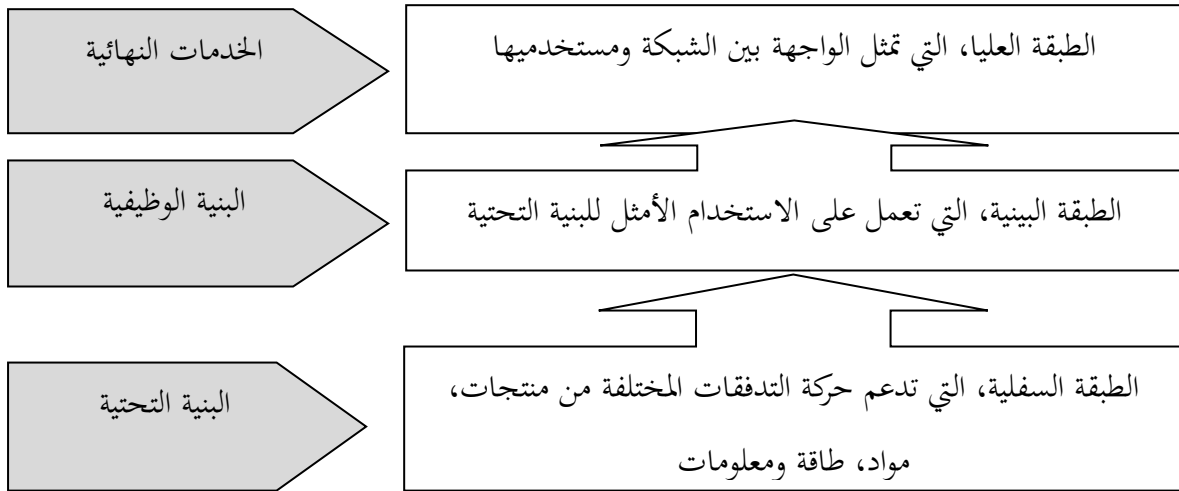 الطبقة العليا، التي تمثل الواجهة بين الشبكة ومستخدميها
الخدمات النهائية
الطبقة البينية، التي تعمل على الاستخدام الأمثل للبنية التحتية
البنية الوظيفية
الطبقة السفلية، التي تدعم حركة التدفقات المختلفة من منتجات،
مواد، طاقة ومعلومات
البنية التحتية